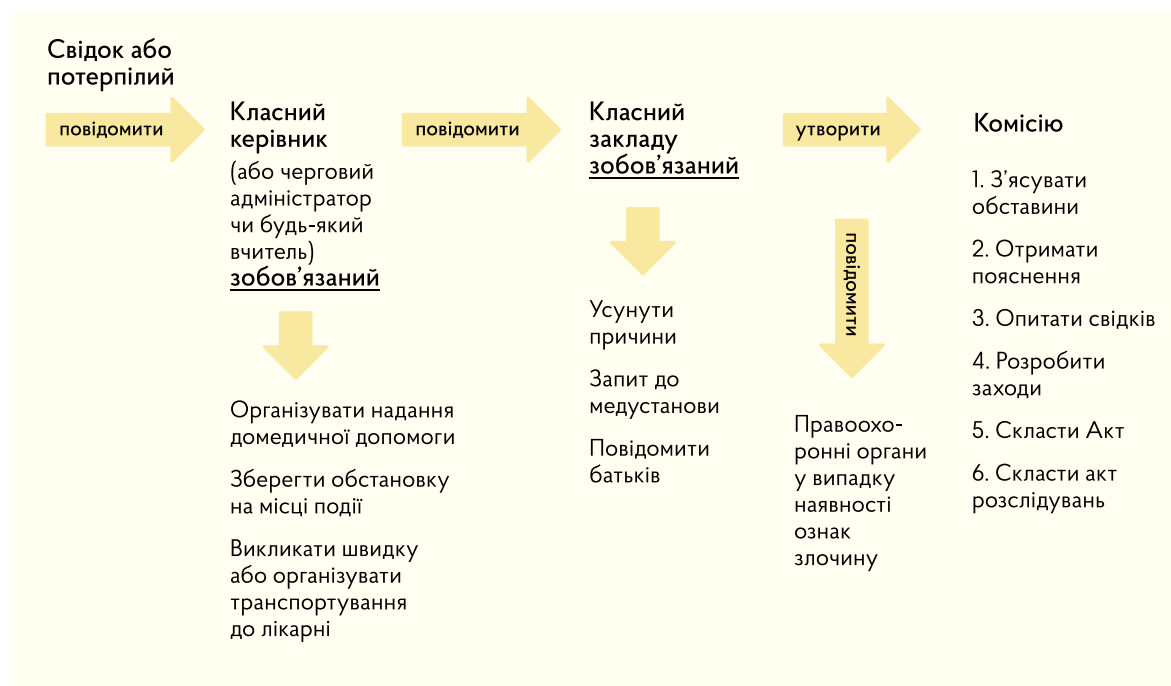 Свідок або
потерпілий
повідомити
Класний
керівник
(або черговий
адміністратор
чи будь-який
вчитель)
зобов’язаний
Організувати надання
домедичної допомоги
Зберегти обстановку
на місці події
Викликати швидку
або організувати
транспортування
до лікарні
повідомити
Класний
закладу
зобов’язаний
Усунути
причини
Запит до
медустанови
Повідомити
батьків
утворити
повідомити
Правоохо-
ронні органи
у випадку
наявності
ознак
злочину
Комісію
1. З’ясувати
обставини
2. Отримати
пояснення
3. Опитати свідків
4. Розробити
заходи
5. Скласти Акт
6. Скласти акт
розслідувань